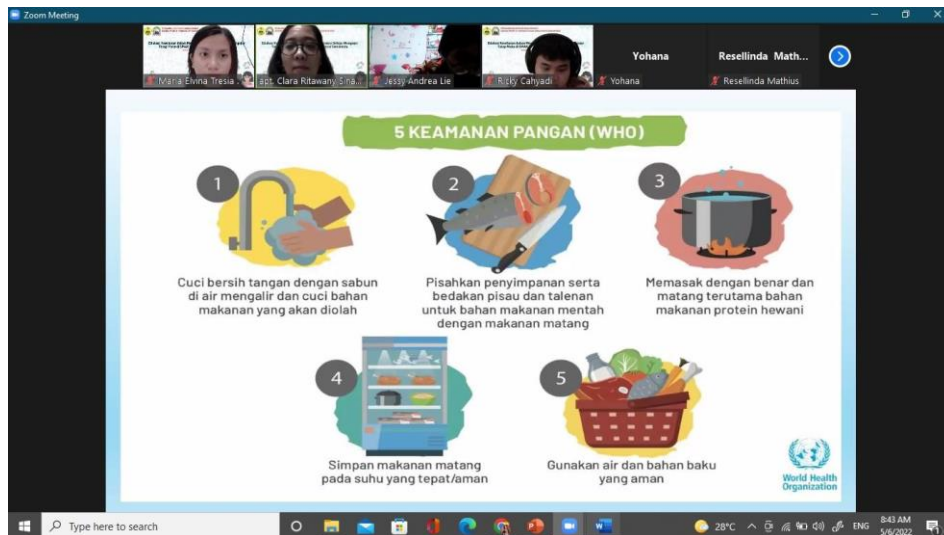 Zoom Meeting
Maria Elvina Tresia
apt. Clara Ritawany Sina...
Jessy Andrea Lie
Ricky Cahyadi
Yohana
Yohana
Resellinda Math...
Resellinda Mathius
5 KEAMANAN PANGAN (WHO)
1
Cuci bersih tangan dengan sabun
di air mengalir dan cuci bahan
makanan yang akan diolah
2
Pisahkan penyimpanan serta
bedakan pisau dan talenan
untuk bahan makanan mentah
dengan makanan matang
3
Memasak dengan benar dan
matang terutama bahan
makanan protein hewani
4
Simpan makanan matang
pada suhu yang tepat/aman
5
Gunakan air dan bahan baku
yang aman
World Health
Organization
Type here to search
28°C
ENG
8:43 AM
5/6/2022